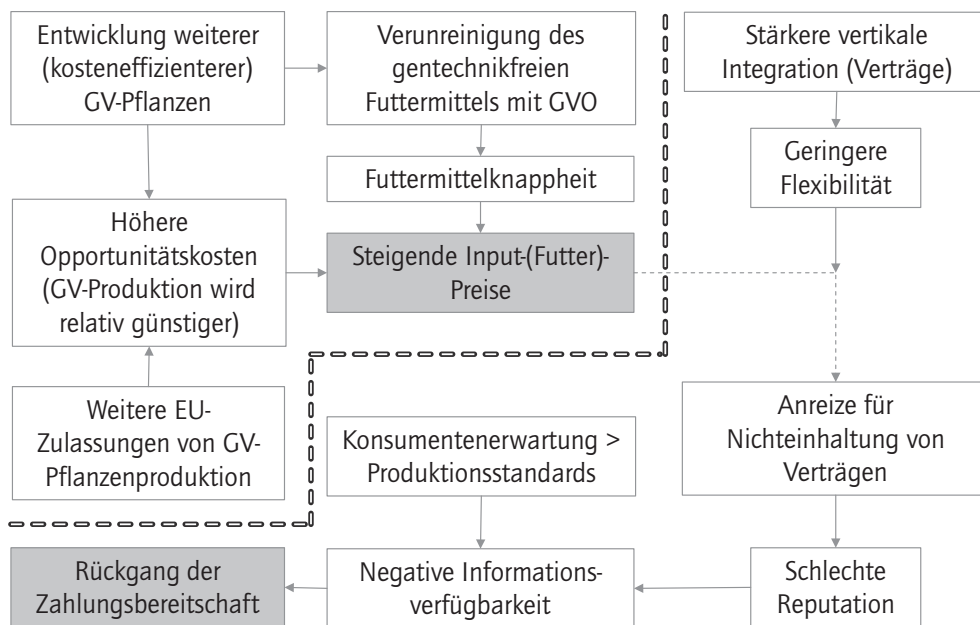 Entwicklung weiterer
(kosteneffizienterer)
GV-Pflanzen
Verunreinigung des
gentechnikfreien
Futtermittels mit GVO
Stärkere vertikale
Integration (Verträge)
Geringere
Flexibilität
Futtermittelknappheit
Höhere
Opportunitätskosten
(GV-Produktion wird
relativ günstiger)
Steigende Input-(Futter)-
Preise
Weitere EU-
Zulassungen von GV-
Pflanzenproduktion
Konsumentenerwartung >
Produktionsstandards
Anreize für
Nichteinhaltung von
Verträgen
Rückgang der
Zahlungsbereitschaft
Negative Informations-
verfügbarkeit
Schlechte
Reputation